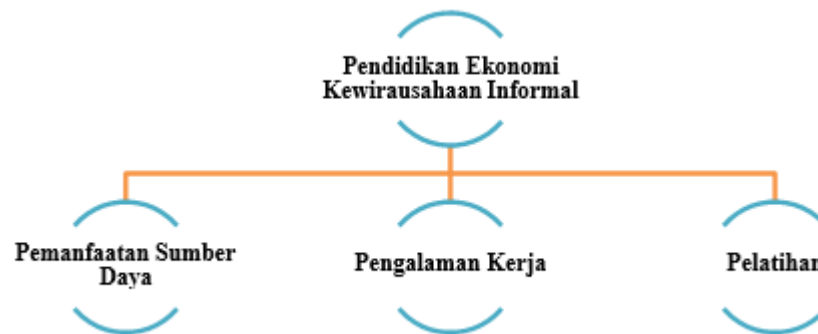 Pendidikan Ekonomi
Kewirausahaan Informal
Pemanfaatan Sumber
Daya
Pengalaman Kerja
Pelatihan